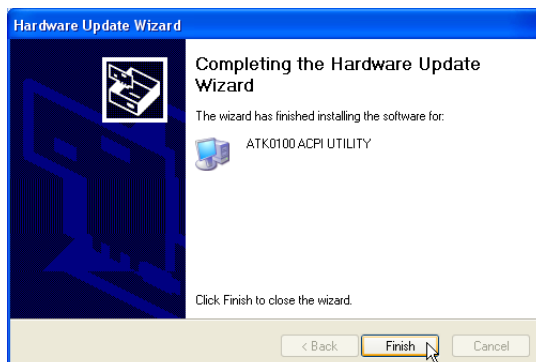 Hardware Update Wizard
Completing the Hardware Update
Wizard
The wizard has finished installing the software for:
ATK0100 ACPI UTILITY
Click Finish to close the wizard.
< Back
Finish
Cancel